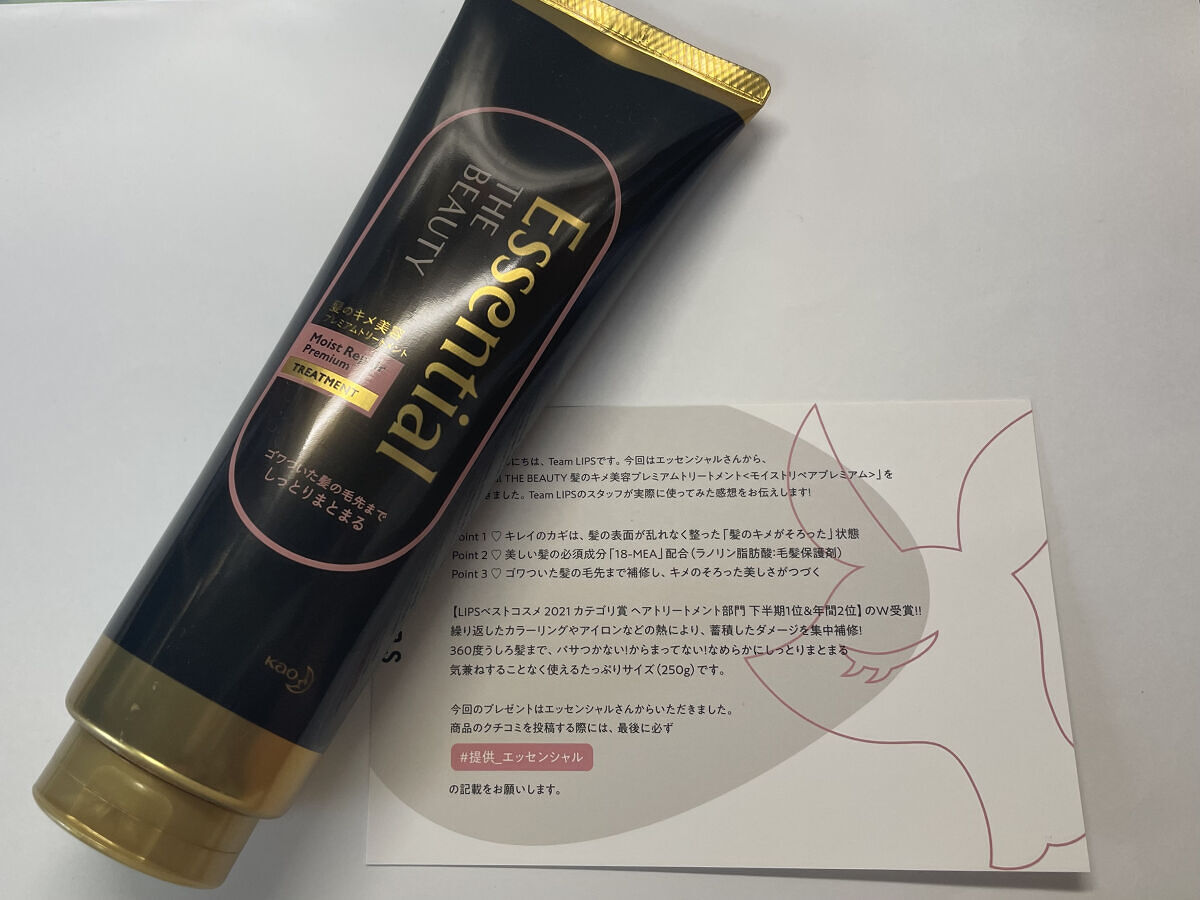 Essential
THE
BEAUTY
髪のキメ美容
プレミアムトリートメント
Moist Repair
Premium
TREATMENT
ゴワついた髪の毛先まで
しっとりまとまる
Kao
にちは、Team LIPSです。今回はエッセンシャルさんから、
THE BEAUTY 髪のキメ美容プレミアムトリートメント<モイストリペアプレミアム>」を
きました。Team LIPSのスタッフが実際に使ってみた感想をお伝えします!
Point 1 ♡ キレイのカギは、髪の表面が乱れなく整った「髪のキメがそろった」状態
Point 2 ♡ 美しい髪の必須成分「18-MEA」配合(ラノリン脂肪酸:毛髪保護剤)
Point 3 ♡ ゴワついた髪の毛先まで補修し、キメのそろった美しさがつづく
【LIPSベストコスメ2021 カテゴリ賞 ヘアトリートメント部門 下半期1位&年間2位】のW受賞!!
繰り返したカラーリングやアイロンなどの熱により、蓄積したダメージを集中補修!
360度うしろ髪まで、パサつかない!からまってない!なめらかにしっとりまとまる
気兼ねすることなく使えるたっぷりサイズ(250g)です。
今回のプレゼントはエッセンシャルさんからいただきました。
商品のクチコミを投稿する際には、最後に必ず
#提供_エッセンシャル
の記載をお願いします。